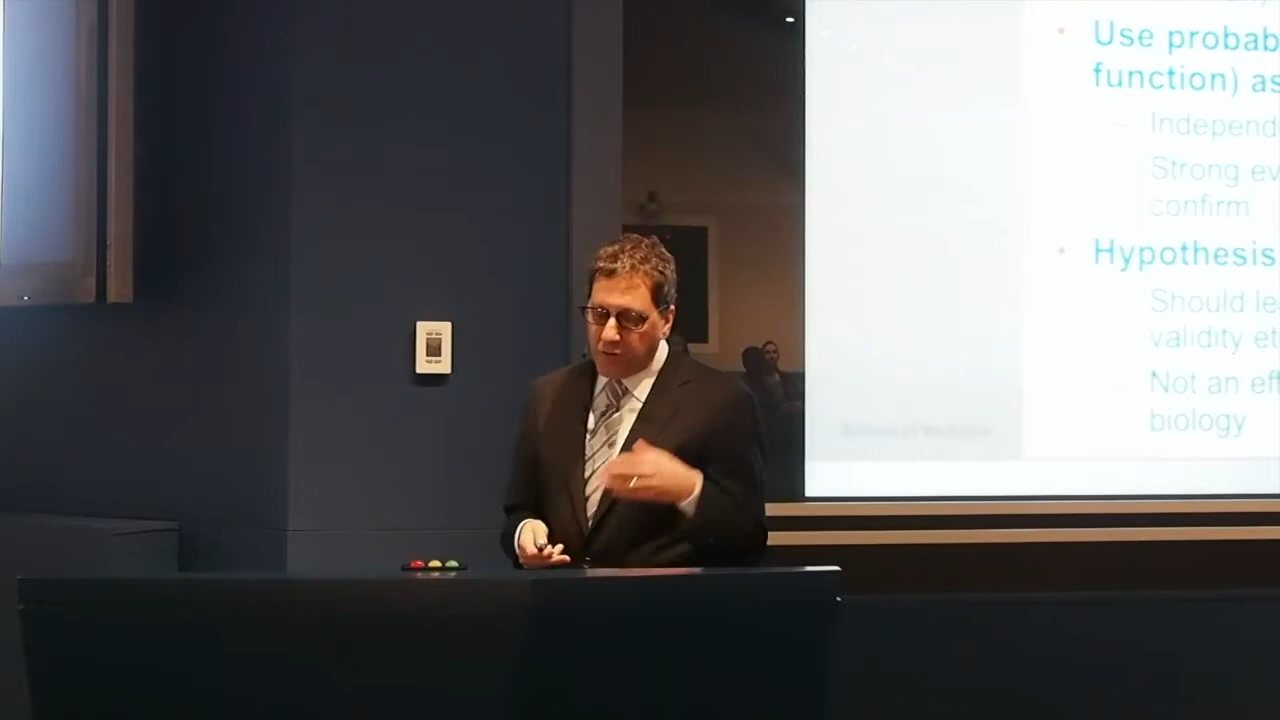 Use probab
function) as
Independ
Strong ev
confirm
Hypothesis
Should le
validity et
Not an eff
biology